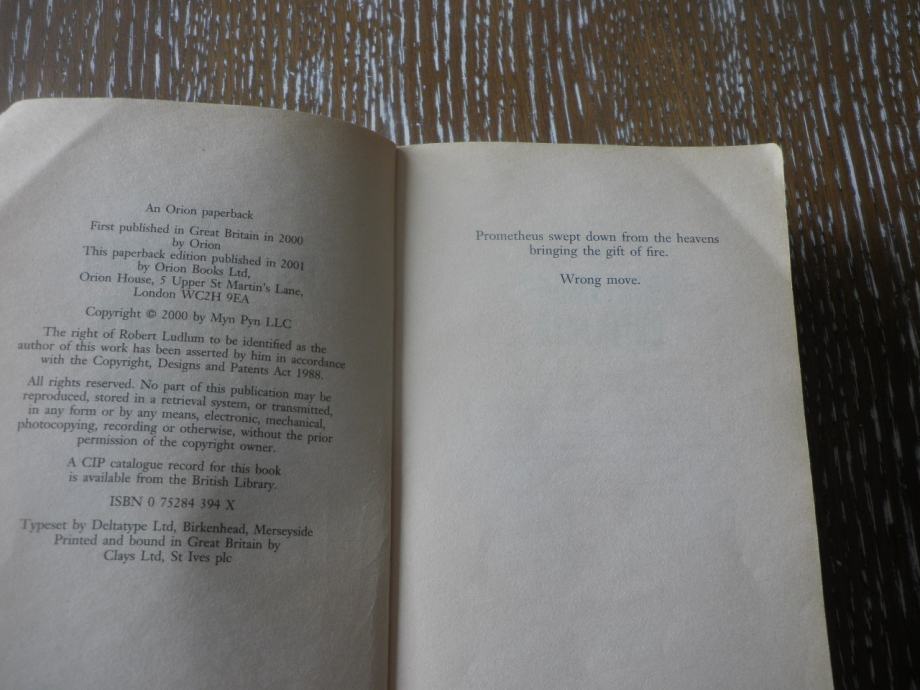 An Orion paperback
First published in Great Britain in 2000
by Orion
This paperback edition published in 2001
by Orion Books Ltd,
Orion House, 5 Upper St Martin's Lane,
London WC2H 9EA
Copyright © 2000 by Myn Pyn LLC
The right of Robert Ludlum to be identified as the
author of this work has been asserted by him in accordance
with the Copyright, Designs and Patents Act 1988.
All rights reserved. No part of this publication may be
reproduced, stored in a retrieval system, or transmitted,
in any form or by any means, electronic, mechanical,
photocopying, recording or otherwise, without the prior
permission of the copyright owner.
A CIP catalogue record for this book
is available from the British Library.
ISBN 0 75284 394 X
Typeset by Deltatype Ltd, Birkenhead, Merseyside
Printed and bound in Great Britain by
Clays Ltd, St Ives plc
Prometheus swept down from the heavens
bringing the gift of fire.
Wrong move.